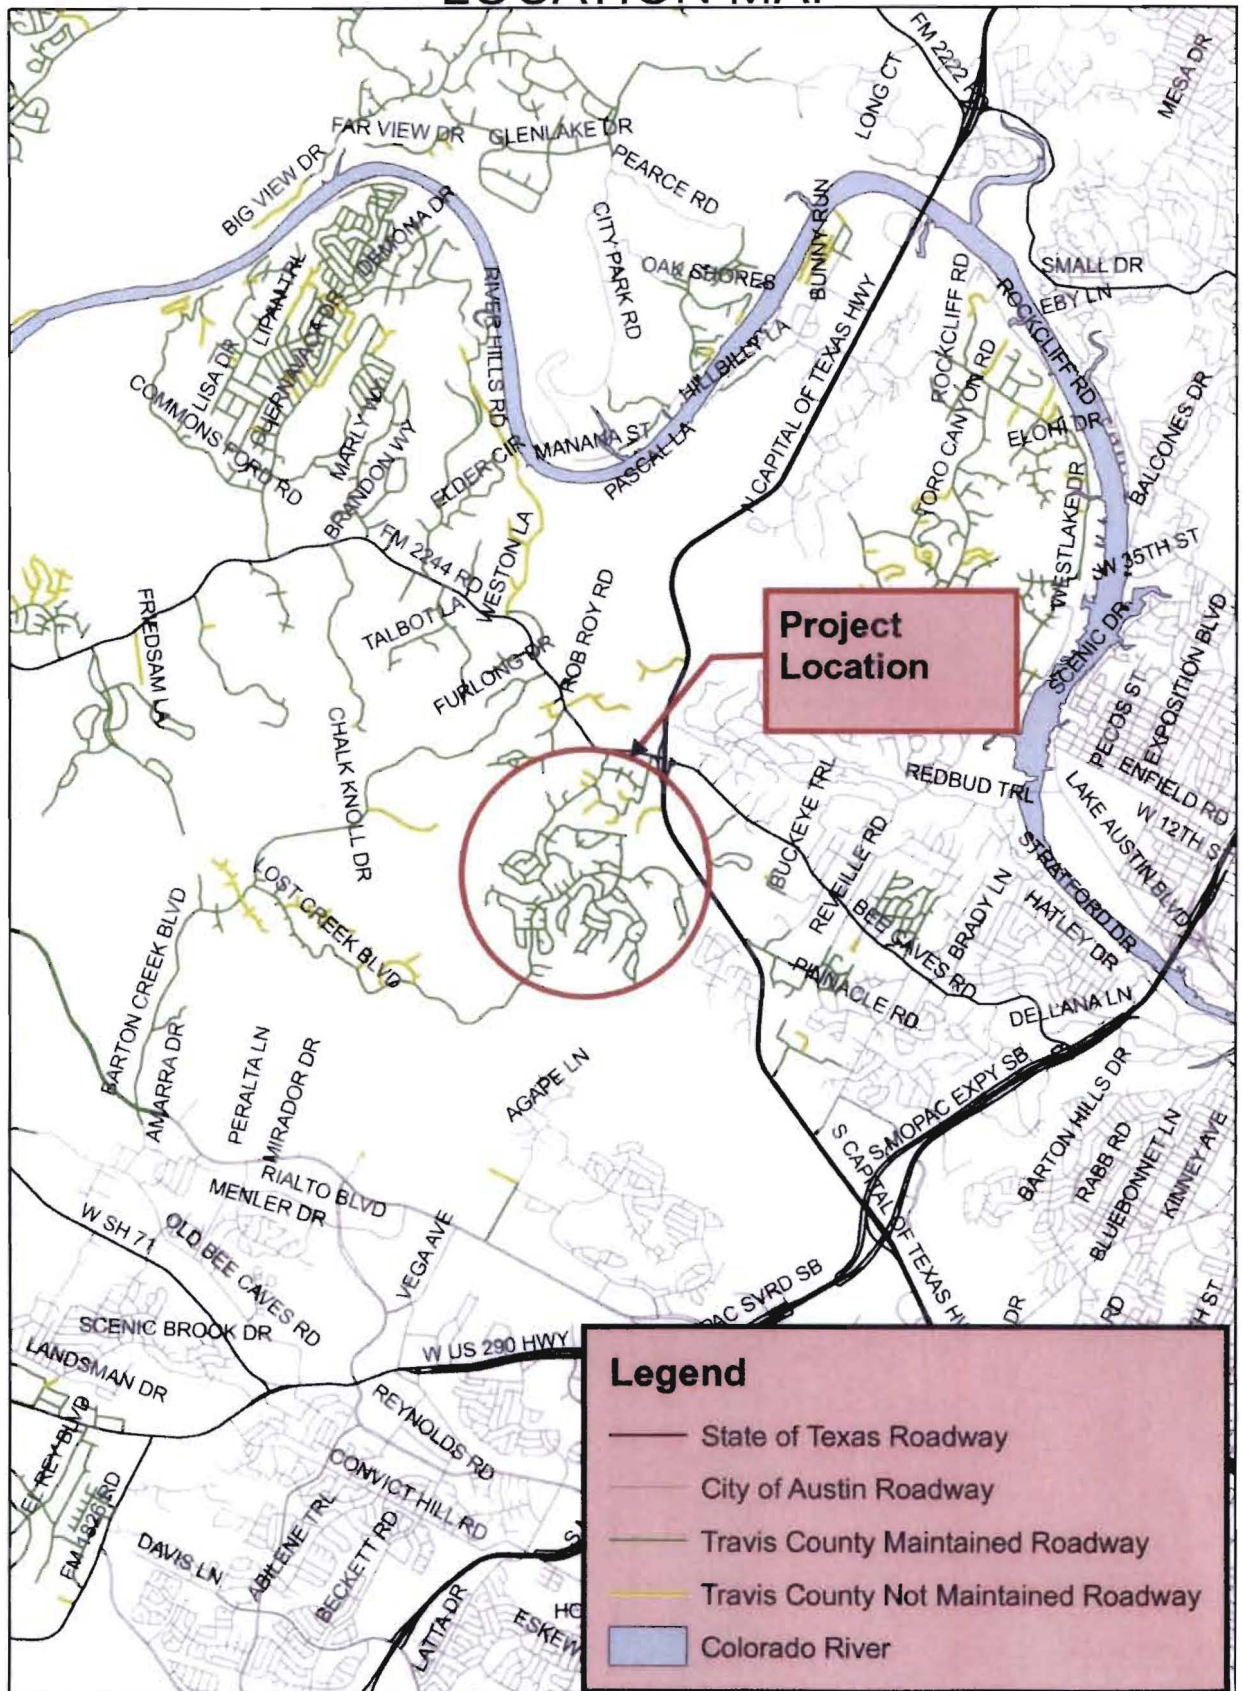 LOCATION MAP
FM 2222
MESA DR
LONG CT
FAR VIEW DR
GLENLAKE DR
PEARCE RD
BIG VIEW DR
DEMONA DR
CITY PARK RD
BUNNY RUN
OAK SHORES
SMALL DR
EBY LN
LIPAN TRL
RIVER HILLS RD
ROCKCLIFF RD
ROCKCLIFF RD
N CAPITAL OF TEXAS HWY
HILLBILLY LA
LISA DR
TORO CANYON RD
COMMONS FORD RD
MARLY WY
BRANDON WY
ELDER CIR
MANANA ST
PASCAL LA
ELOHI DR
BALCONES DR
WESTLAKE DR
W 35TH ST
FM 2244 RD
WESTON LA
FRIEDSAM LA
TALBOT LA
ROB ROY RD
FURLONG DR
Project
Location
SCENIC DR
EXPOSITION BLVD
PECOS ST
ENFIELD RD
CHALK KNOLL DR
REDBUD TRL
W 12TH S
LAKE AUSTIN BLVD
BUCKEYE TRL
REVEILLE RD
STRATFORD DR
LOST CREEK BLVD
BARTON CREEK BLVD
BEE CAVES RD
BRADY LN
HATLEY DR
PINNACLE RD
DELLANA LN
AMARRA DR
PERALTA LN
MIRADOR DR
AGAPE LN
S MOPAC EXPY SB
BARTON HILLS DR
RABB RD
BLUEBONNET LN
KINNEY AVE
S CAPITAL OF TEXAS H
RIALTO BLVD
MENLER DR
W SH 71
OLD BEE CAVES RD
VEGA AVE
PAC SVRD SB
DR
RD
H ST
SCENIC BROOK DR
W US 290 HWY
LANDSMAN DR
REYNOLDS RD
EL REY BLVD
CONVICT HILL RD
FM 1826 RD
DAVIS LN
ABILENE TRL
BECKETT RD
LATTA DR
HO
ESKEW
Legend
State of Texas Roadway
City of Austin Roadway
Travis County Maintained Roadway
Travis County Not Maintained Roadway
Colorado River